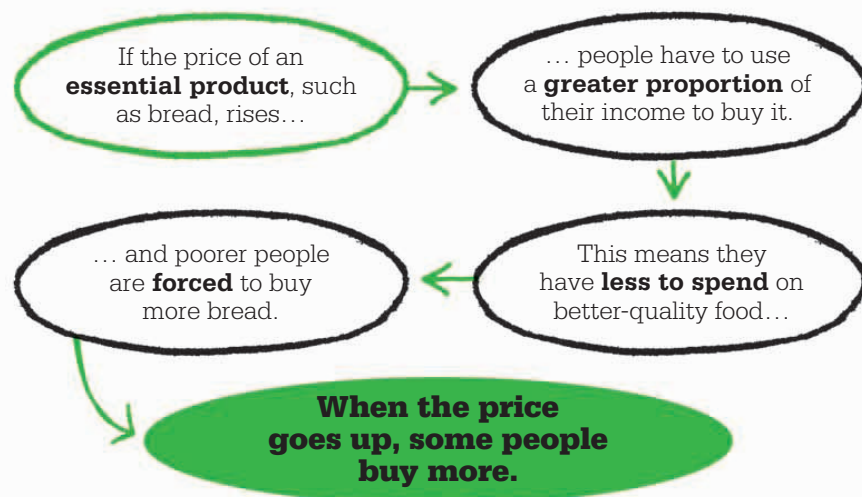 If the price of an
essential product, such
as bread, rises…
… people have to use
a greater proportion of
their income to buy it.
This means they
have less to spend on
better-quality food…
… and poorer people
are forced to buy
more bread.
When the price
goes up, some people
buy more.